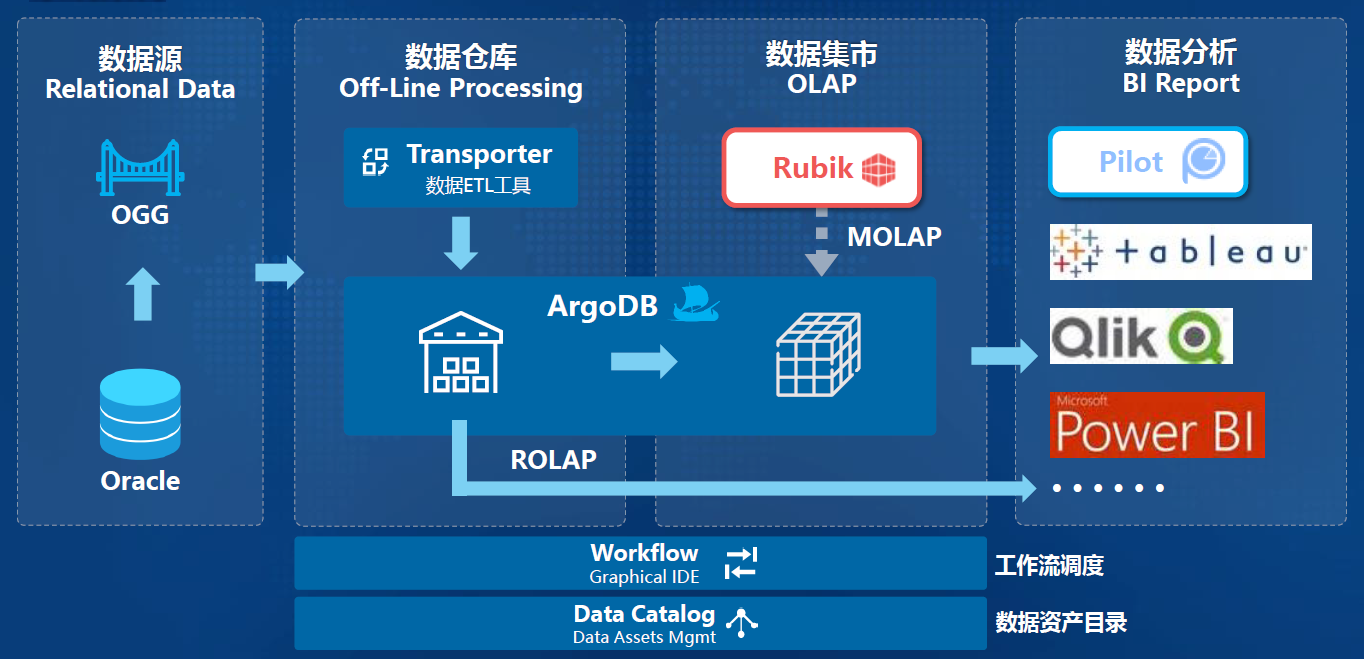 数据源
Relational Data
OGG
Oracle
数据仓库
Off-Line Processing
Transporter
数据ETL工具
ArgoDB
ROLAP
数据集市
OLAP
Rubik
MOLAP
数据分析
BI Report
Pilot
+ableau
Qlik
Microsoft
Power BI
Workflow
Graphical IDE
工作流调度
Data Catalog
Data Assets Mgmt
数据资产目录